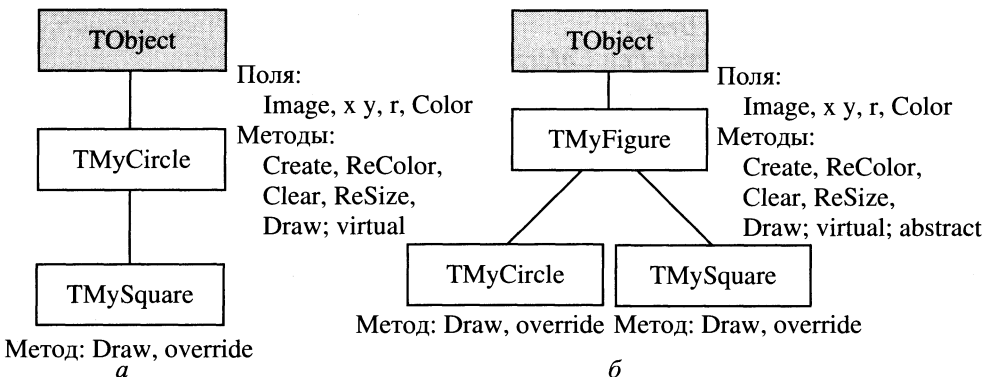 TObject
Поля:
Image, x y, r, Color
Методы:
TMyCircle
Create, ReColor,
Clear, ReSize,
Draw; virtual
TMySquare
Метод: Draw, override
а
TObject
Поля:
Image, x y, r, Color
TMyFigure
Методы:
Create, ReColor,
Clear, ReSize,
Draw; virtual; abstract
TMyCircle
TMySquare
Метод: Draw, override
Метод: Draw, override
б